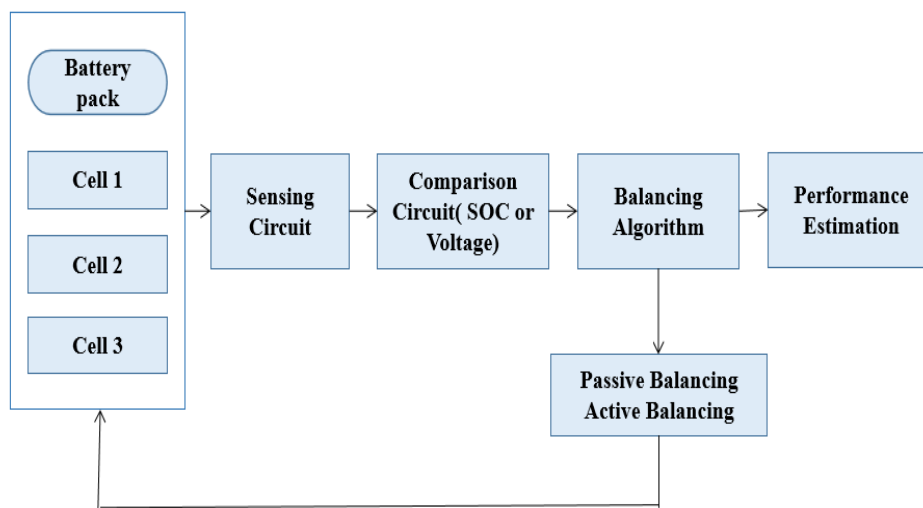 Battery
pack
Cell 1
Cell 2
Cell 3
Sensing
Circuit
Comparison
Circuit( SOC or
Voltage)
Balancing
Algorithm
Performance
Estimation
Passive Balancing
Active Balancing